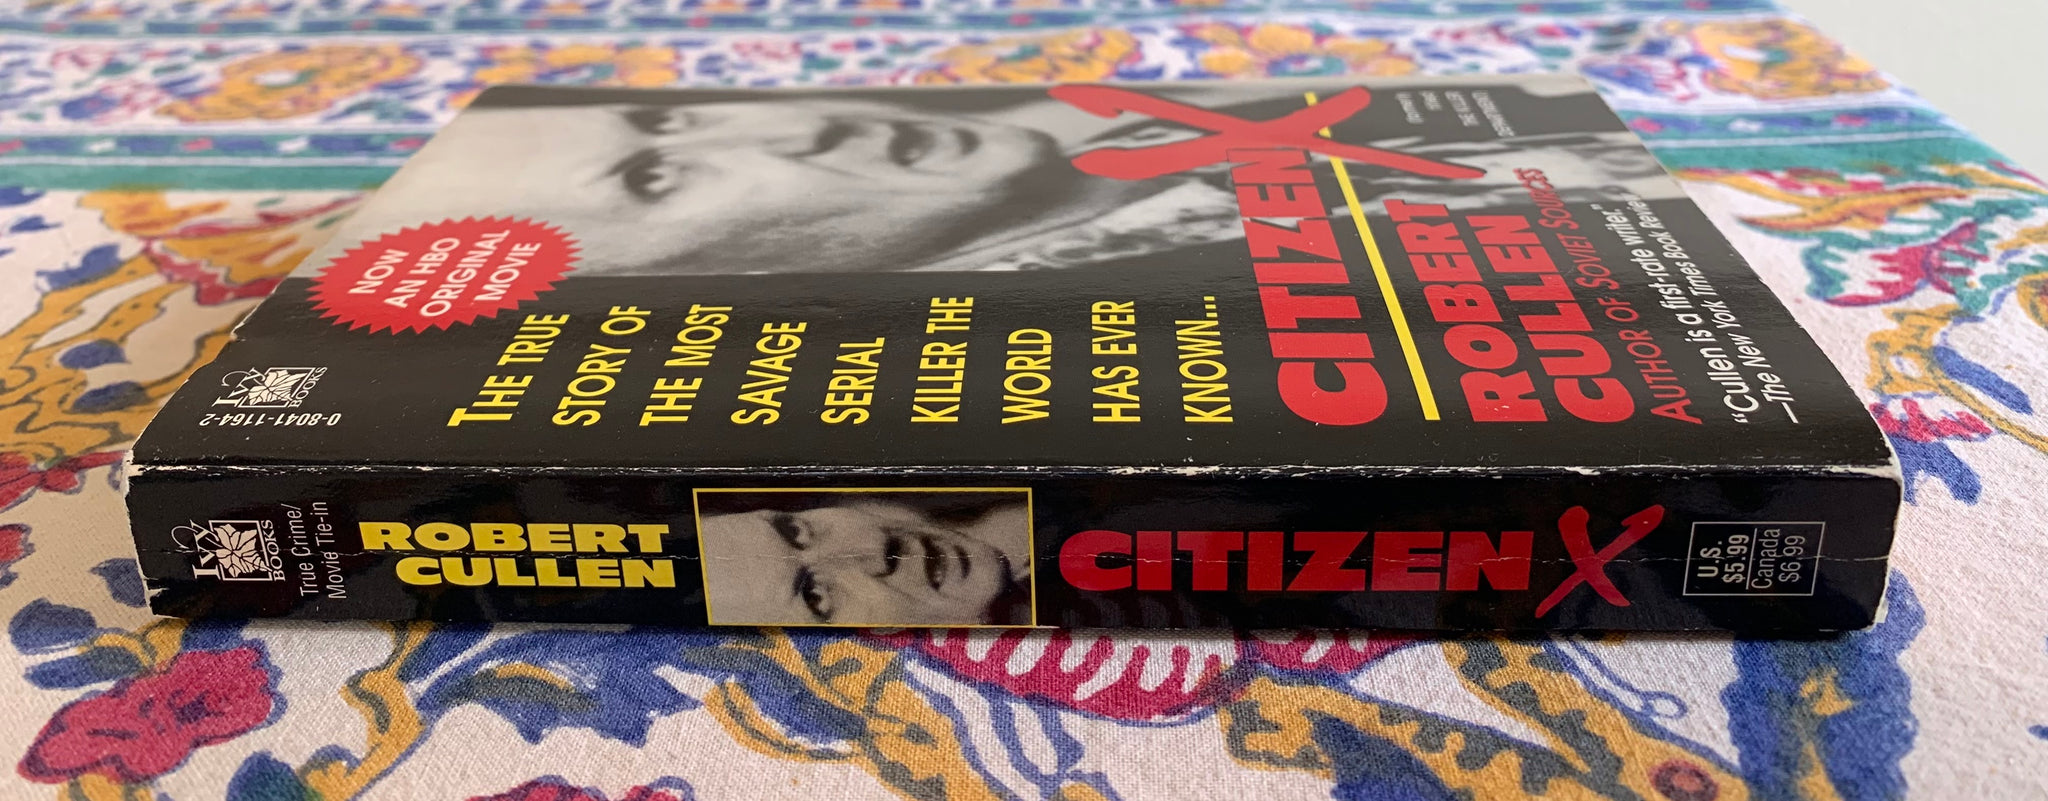 NOW
AN HBO
ORIGINAL
MOVIE
THE TRUE
STORY OF
THE MOST
SAVAGE
SERIAL
KILLER THE
WORLD
HAS EVER
KNOWN...
CITIZEN X
ROBERT
CULLEN
AUTHOR OF SOVIET SOURCES
"Cullen is a first-rate writer."
—The New York Times Book Review
Ivy
BOOKS
0-8041-1164-2
Ivy
BOOKS
True Crime/
Movie Tie-in
ROBERT
CULLEN
CITIZEN X
U.S.
$5.99
Canada
$6.99